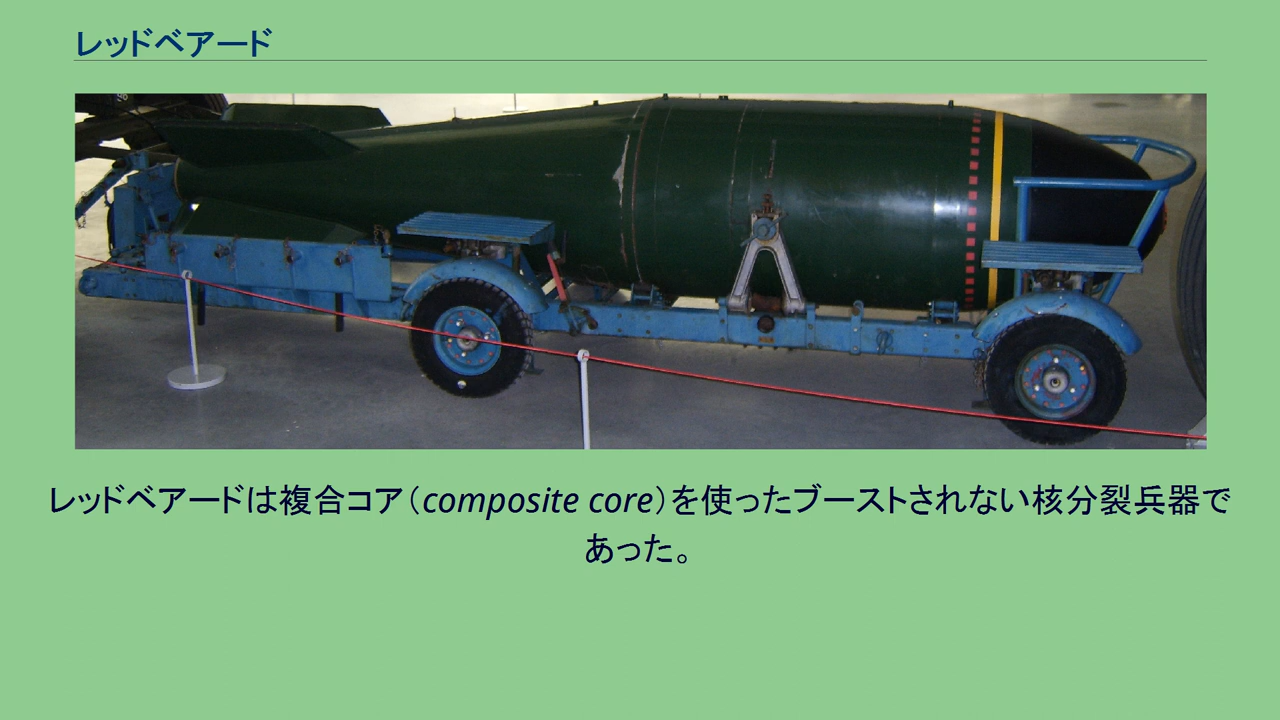 レッドベアード
レッドベアードは複合コア（composite core）を使ったブーストされない核分裂兵器で
あった。